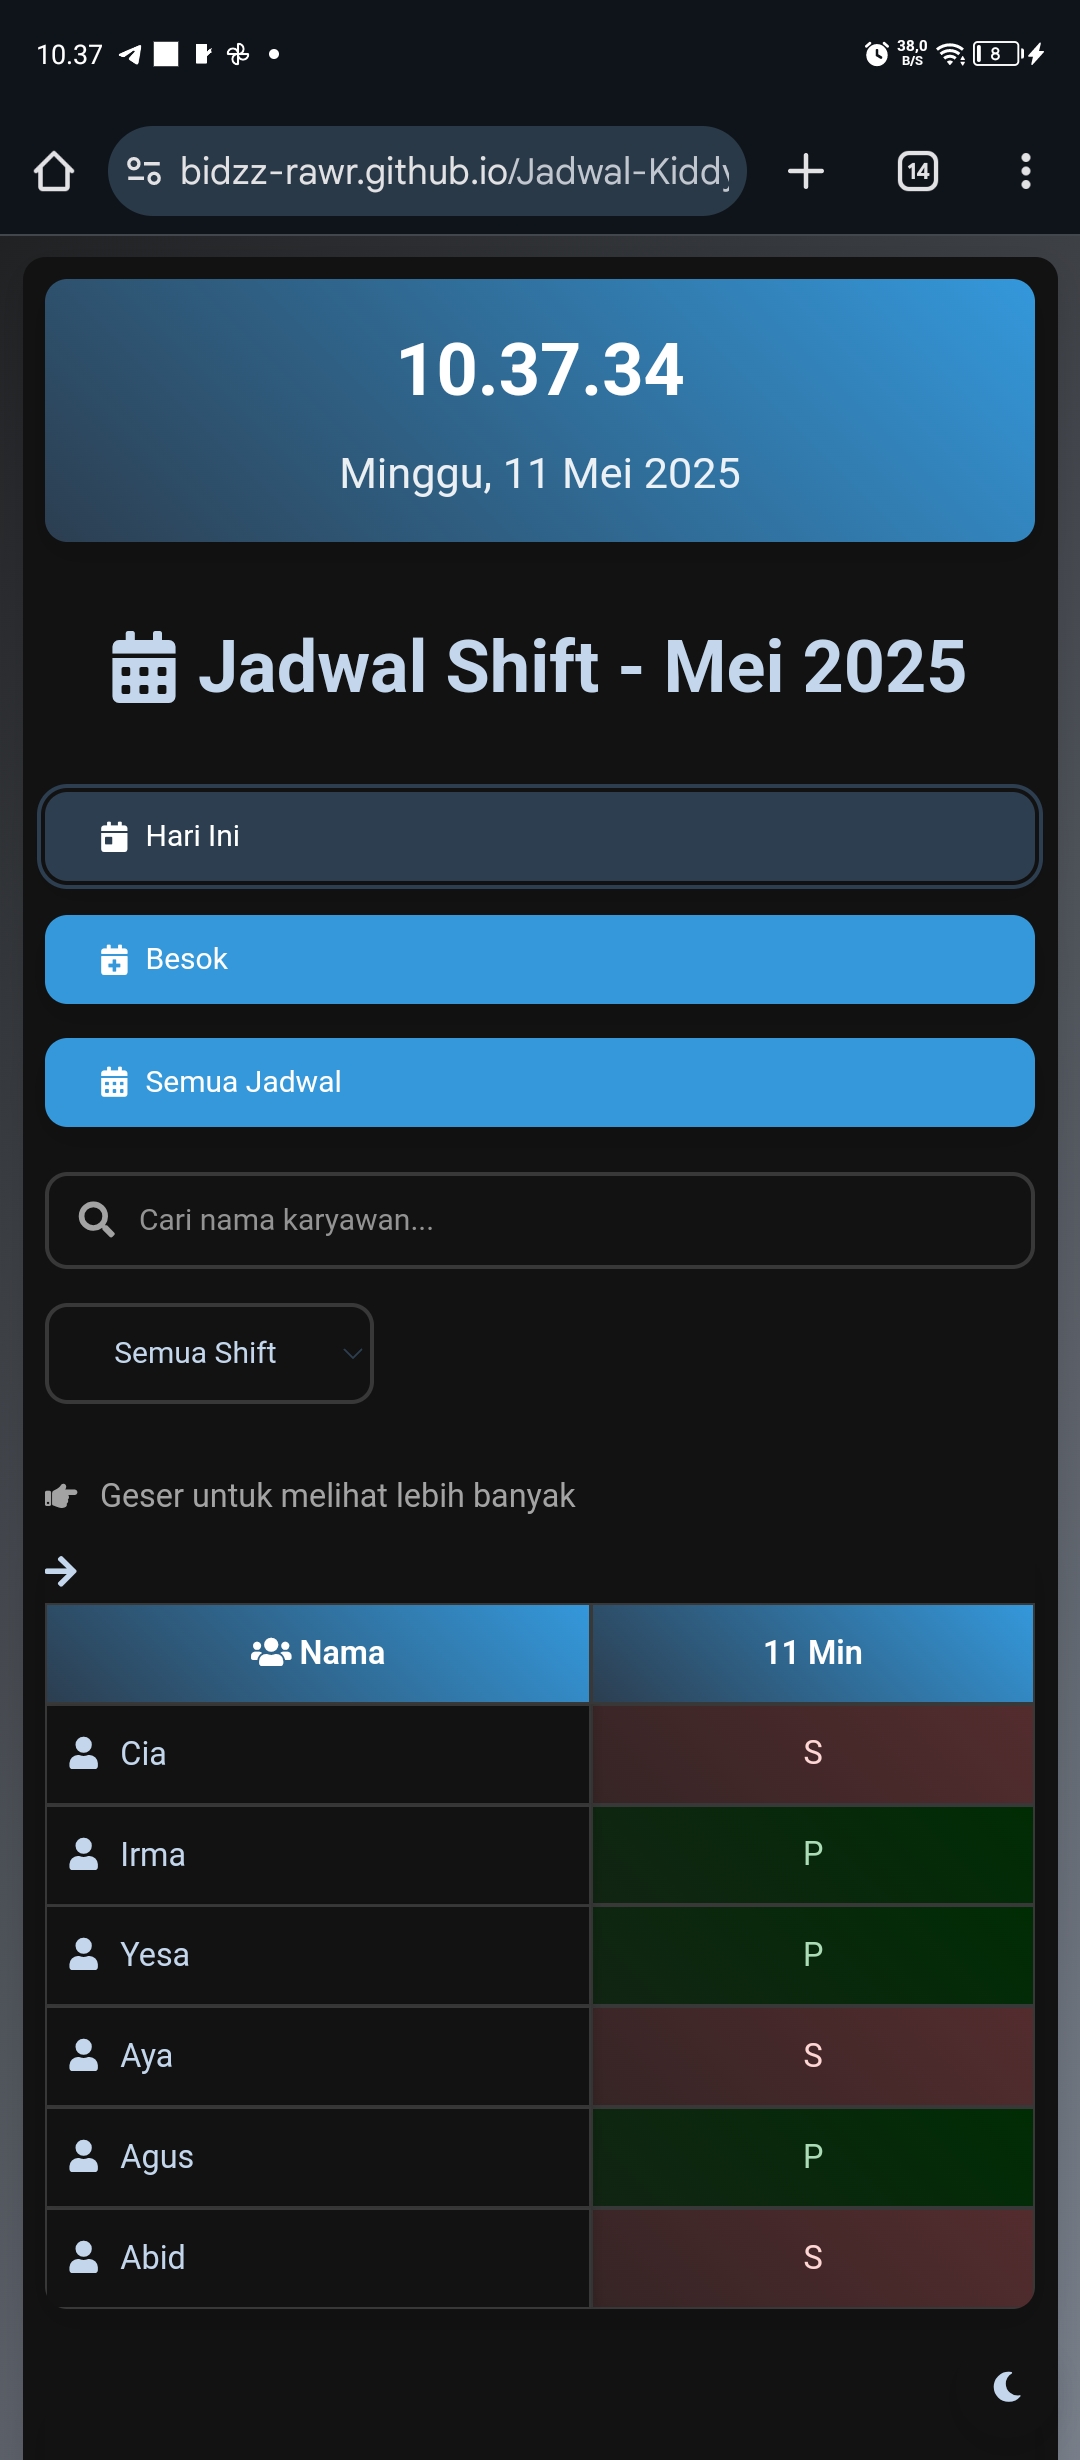 10.37
38,0
B/S
8
bidzz-rawr.github.io/Jadwal-Kiddy
14
10.37.34
Minggu, 11 Mei 2025
Jadwal Shift - Mei 2025
Hari Ini
Besok
Semua Jadwal
Cari nama karyawan...
Semua Shift
Geser untuk melihat lebih banyak
Nama 11 Min
Cia S
Irma P
Yesa P
Aya S
Agus P
Abid S